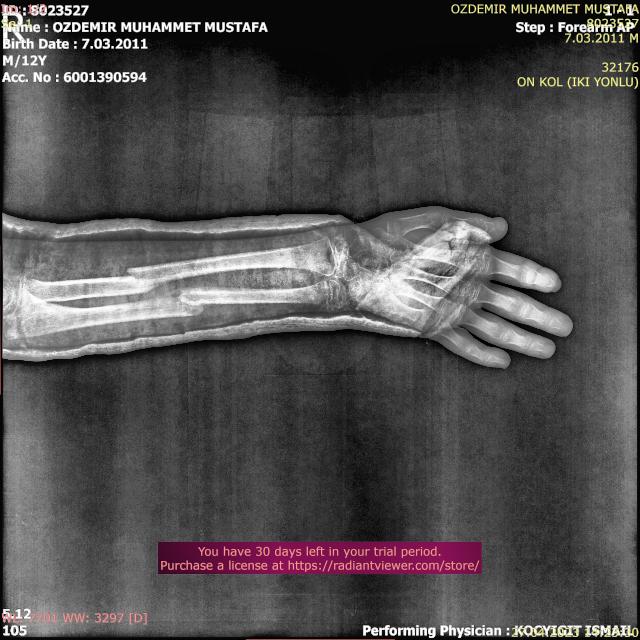 R
ID : 8023527
Name : OZDEMIR MUHAMMET MUSTAFA
Birth Date : 7.03.2011
M/12Y
Acc. No : 6001390594
OZDEMIR MUHAMMET MUSTAFA
8023527
Step : Forearm AP
7.03.2011 M
32176
ON KOL (IKI YONLU)
You have 30 days left in your trial period.
Purchase a license at https://radiantviewer.com/store/
5.12
WW: 3297 [D]
105
Performing Physician : KOCYIGIT ISMAIL